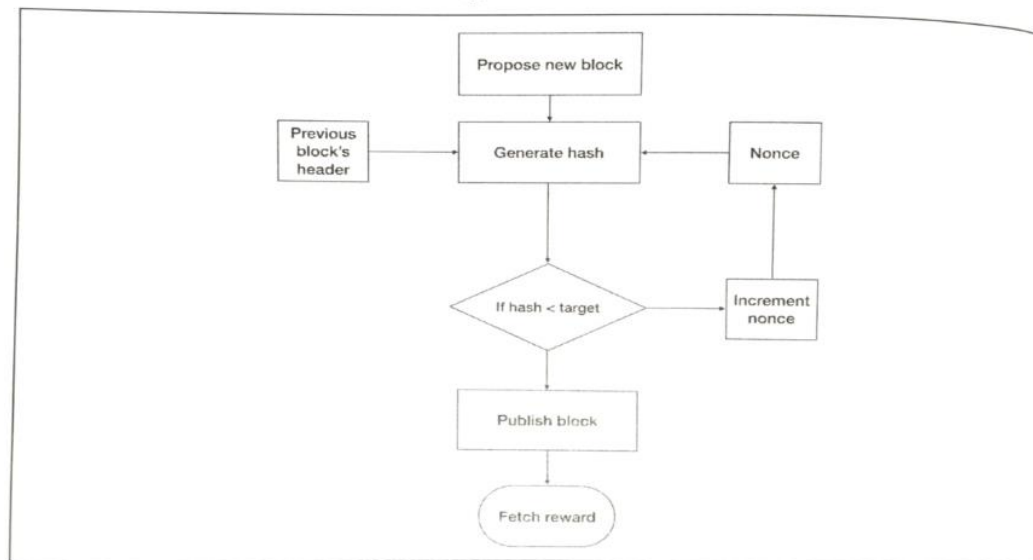 Propose new block
Previous
block's
header
Generate hash
Nonce
If hash < target
Increment
nonce
Publish block
Fetch reward